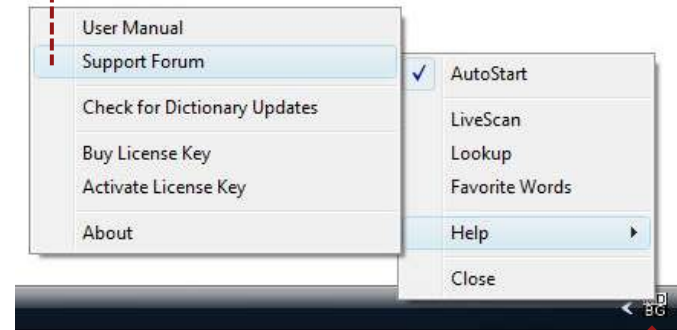 User Manual
Support Forum
Check for Dictionary Updates
Buy License Key
Activate License Key
About
AutoStart
LiveScan
Lookup
Favorite Words
Help
Close